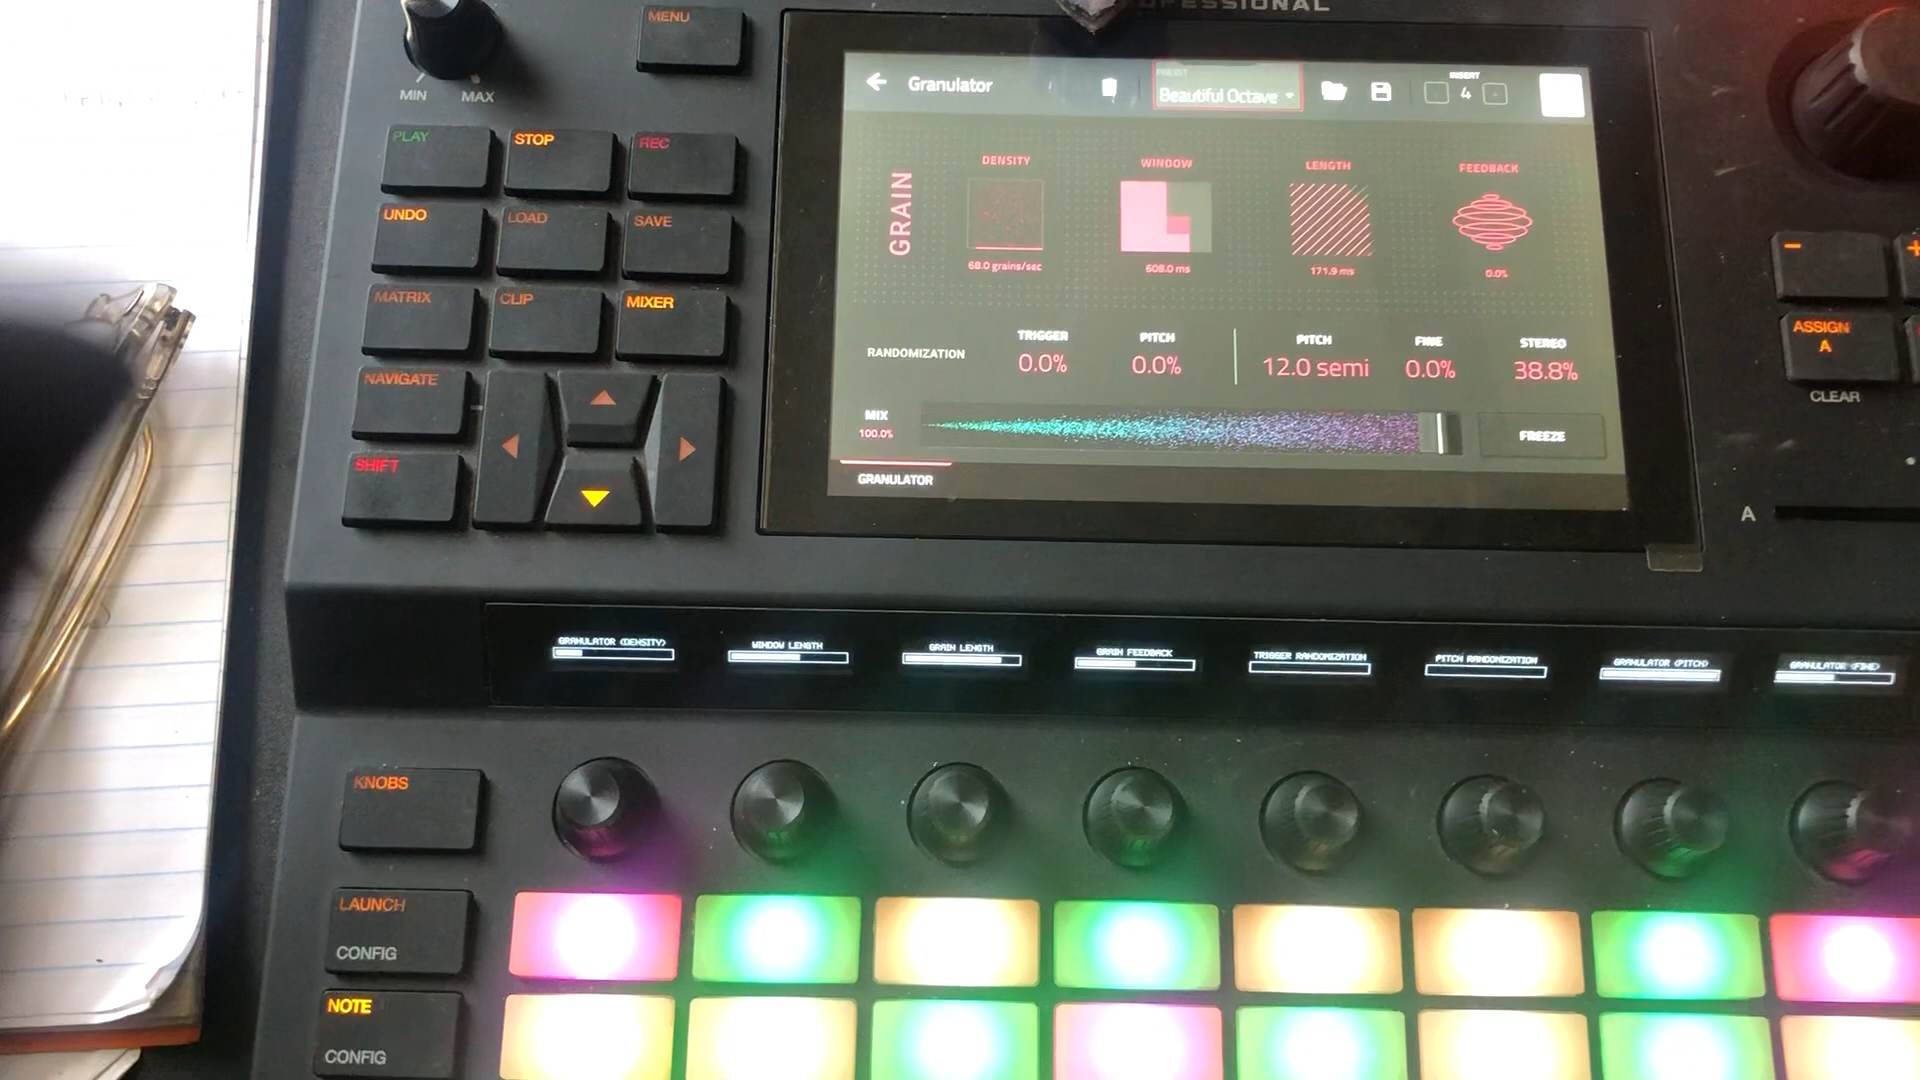 PROFESSIONAL
MENU
MIN MAX
PLAY STOP REC
UNDO LOAD SAVE
MATRIX CLIP MIXER
NAVIGATE
SHIFT
Granulator
PRESET
Beautiful Octave
INSERT
4
GRAIN
DENSITY WINDOW LENGTH FEEDBACK
68.0 grains/sec 608.0 ms 171.9 ms 0.0%
RANDOMIZATION
TRIGGER PITCH PITCH FINE STEREO
0.0% 0.0% 12.0 semi 0.0% 38.8%
MIX
100.0%
FREEZE
GRANULATOR
- +
ASSIGN
A
CLEAR
A
GRANULATOR (DENSITY) WINDOW LENGTH GRAIN LENGTH GRAIN FEEDBACK TRIGGER RANDOMIZATION PITCH RANDOMIZATION GRANULATOR (PITCH) GRANULATOR (FINE)
KNOBS
LAUNCH
CONFIG
NOTE
CONFIG